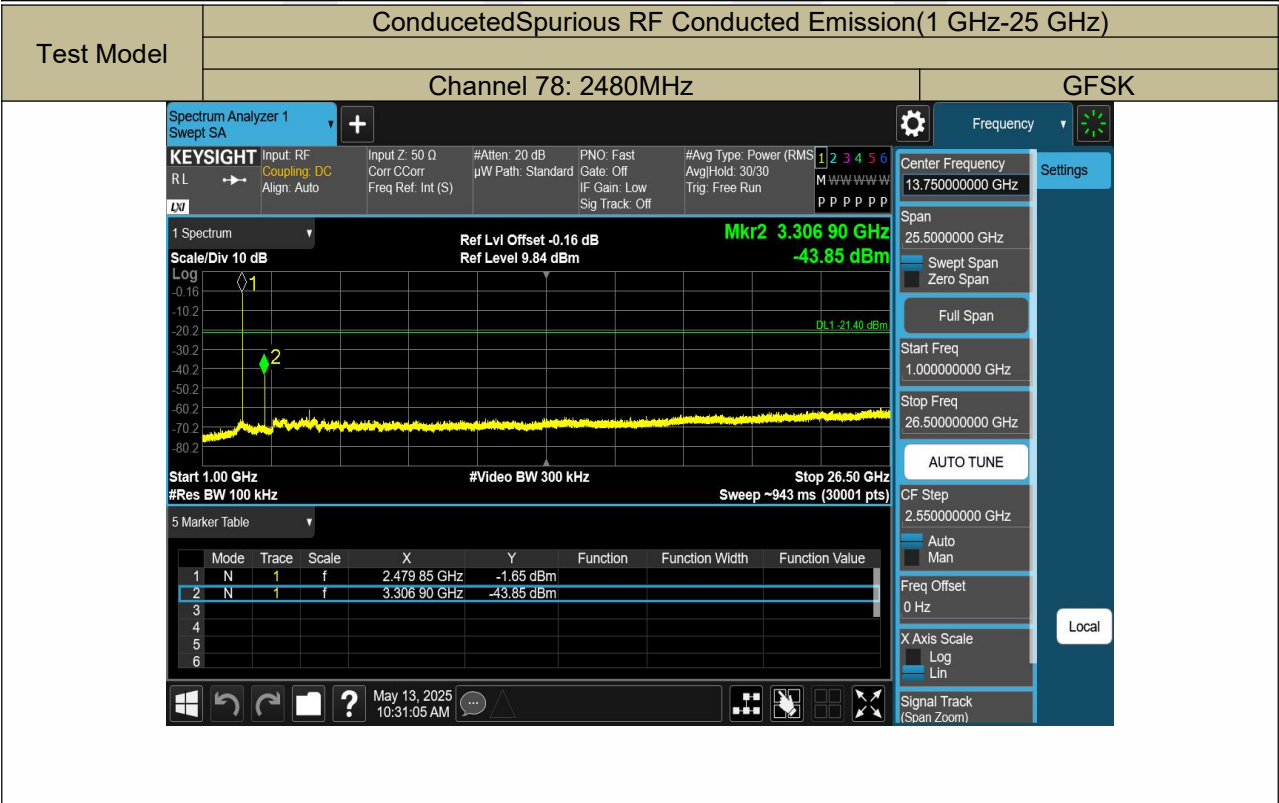 Test Model
ConducetedSpurious RF Conducted Emission(1 GHz-25 GHz)
Channel 78: 2480MHz
GFSK
Spectrum Analyzer 1
Swept SA
+
Frequency
KEYSIGHT
RL
LXI
Input: RF
Coupling: DC
Align: Auto
Input Z: 50 Ω
Corr CCorr
Freq Ref: Int (S)
#Atten: 20 dB
µW Path: Standard
PNO: Fast
Gate: Off
IF Gain: Low
Sig Track: Off
#Avg Type: Power (RMS
Avg|Hold: 30/30
Trig: Free Run
1 2 3 4 5 6
M W W W W W
P P P P P P
1 Spectrum
Scale/Div 10 dB
Ref Lvl Offset -0.16 dB
Ref Level 9.84 dBm
Mkr2 3.306 90 GHz
-43.85 dBm
Log
-0.16
-10.2
-20.2
-30.2
-40.2
-50.2
-60.2
-70.2
-80.2
1
2
DL1 -21.40 dBm
Start 1.00 GHz
#Res BW 100 kHz
#Video BW 300 kHz
Stop 26.50 GHz
Sweep ~943 ms (30001 pts)
5 Marker Table
Mode Trace Scale X Y Function Function Width Function Value
1 N 1 f 2.479 85 GHz -1.65 dBm
2 N 1 f 3.306 90 GHz -43.85 dBm
3
4
5
6
Center Frequency
13.750000000 GHz
Settings
Span
25.5000000 GHz
Swept Span
Zero Span
Full Span
Start Freq
1.000000000 GHz
Stop Freq
26.500000000 GHz
AUTO TUNE
CF Step
2.550000000 GHz
Auto
Man
Freq Offset
0 Hz
X Axis Scale
Log
Lin
Local
Signal Track
(Span Zoom)
?
May 13, 2025
10:31:05 AM